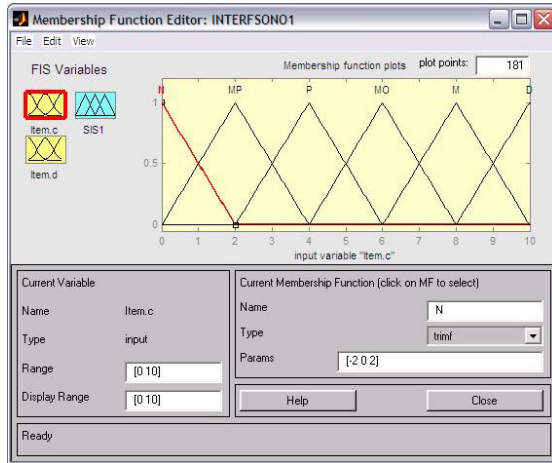 Membership Function Editor: INTERFSONO1
File Edit View
FIS Variables
Item.c
SIS1
Item.d
Membership function plots
plot points:
181
N MP P MO M D
1
0.5
0
0 1 2 3 4 5 6 7 8 9 10
input variable "Item.c"
Current Variable
Name Item.c
Type input
Range [0 10]
Display Range [0 10]
Current Membership Function (click on MF to select)
Name N
Type trimf
Params [-2 0 2]
Help Close
Ready